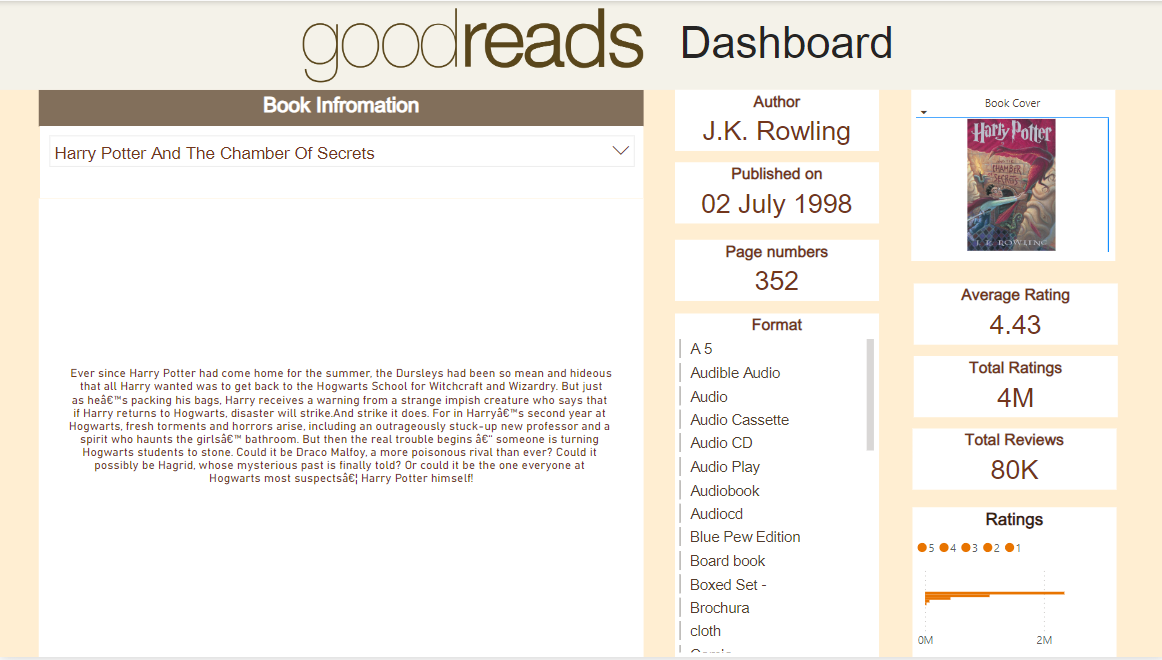 goodreads Dashboard
Book Infromation
Harry Potter And The Chamber Of Secrets
Ever since Harry Potter had come home for the summer, the Dursleys had been so mean and hideous
that all Harry wanted was to get back to the Hogwarts School for Witchcraft and Wizardry. But just
as heâ€™s packing his bags, Harry receives a warning from a strange impish creature who says that
if Harry returns to Hogwarts, disaster will strike.And strike it does. For in Harryâ€™s second year at
Hogwarts, fresh torments and horrors arise, including an outrageously stuck-up new professor and a
spirit who haunts the girlsâ€™ bathroom. But then the real trouble begins â€“ someone is turning
Hogwarts students to stone. Could it be Draco Malfoy, a more poisonous rival than ever? Could it
possibly be Hagrid, whose mysterious past is finally told? Or could it be the one everyone at
Hogwarts most suspectsâ€¦ Harry Potter himself!
Author
J.K. Rowling
Published on
02 July 1998
Page numbers
352
Format
A 5
Audible Audio
Audio
Audio Cassette
Audio CD
Audio Play
Audiobook
Audiocd
Blue Pew Edition
Board book
Boxed Set -
Brochura
cloth
Book Cover
Harry Potter
CHAMBER
SECRETS
J. K. ROWLING
Average Rating
4.43
Total Ratings
4M
Total Reviews
80K
Ratings
5 4 3 2 1
0M 2M